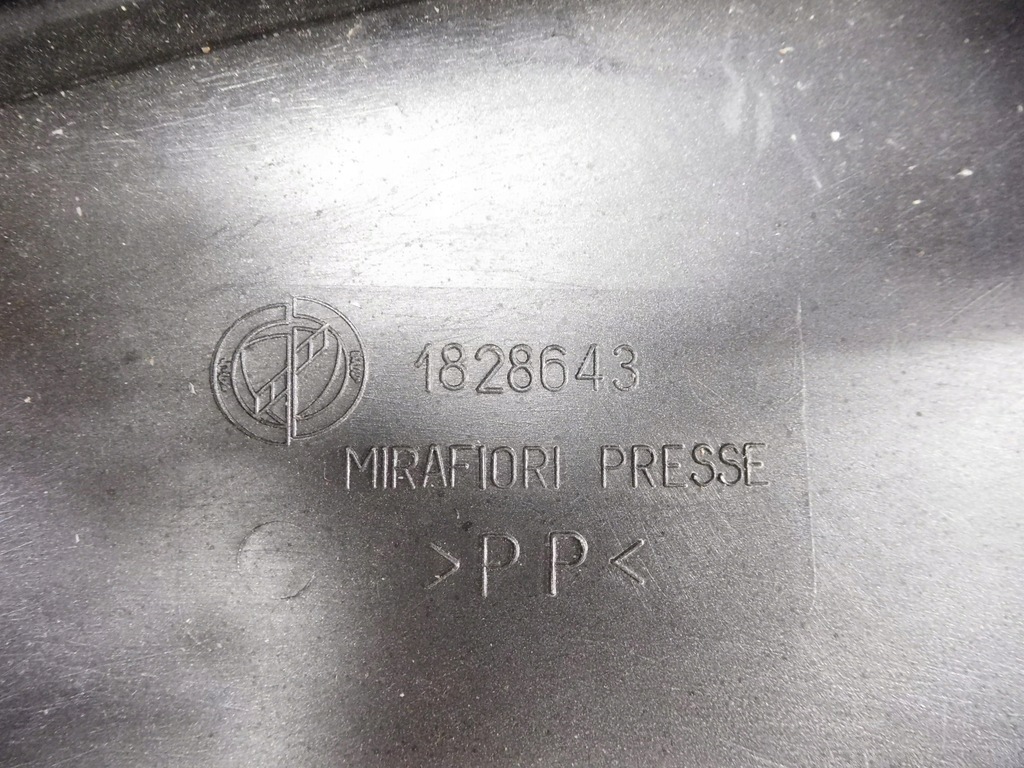 1828643
MIRAFIORI PRESSE
>PP<